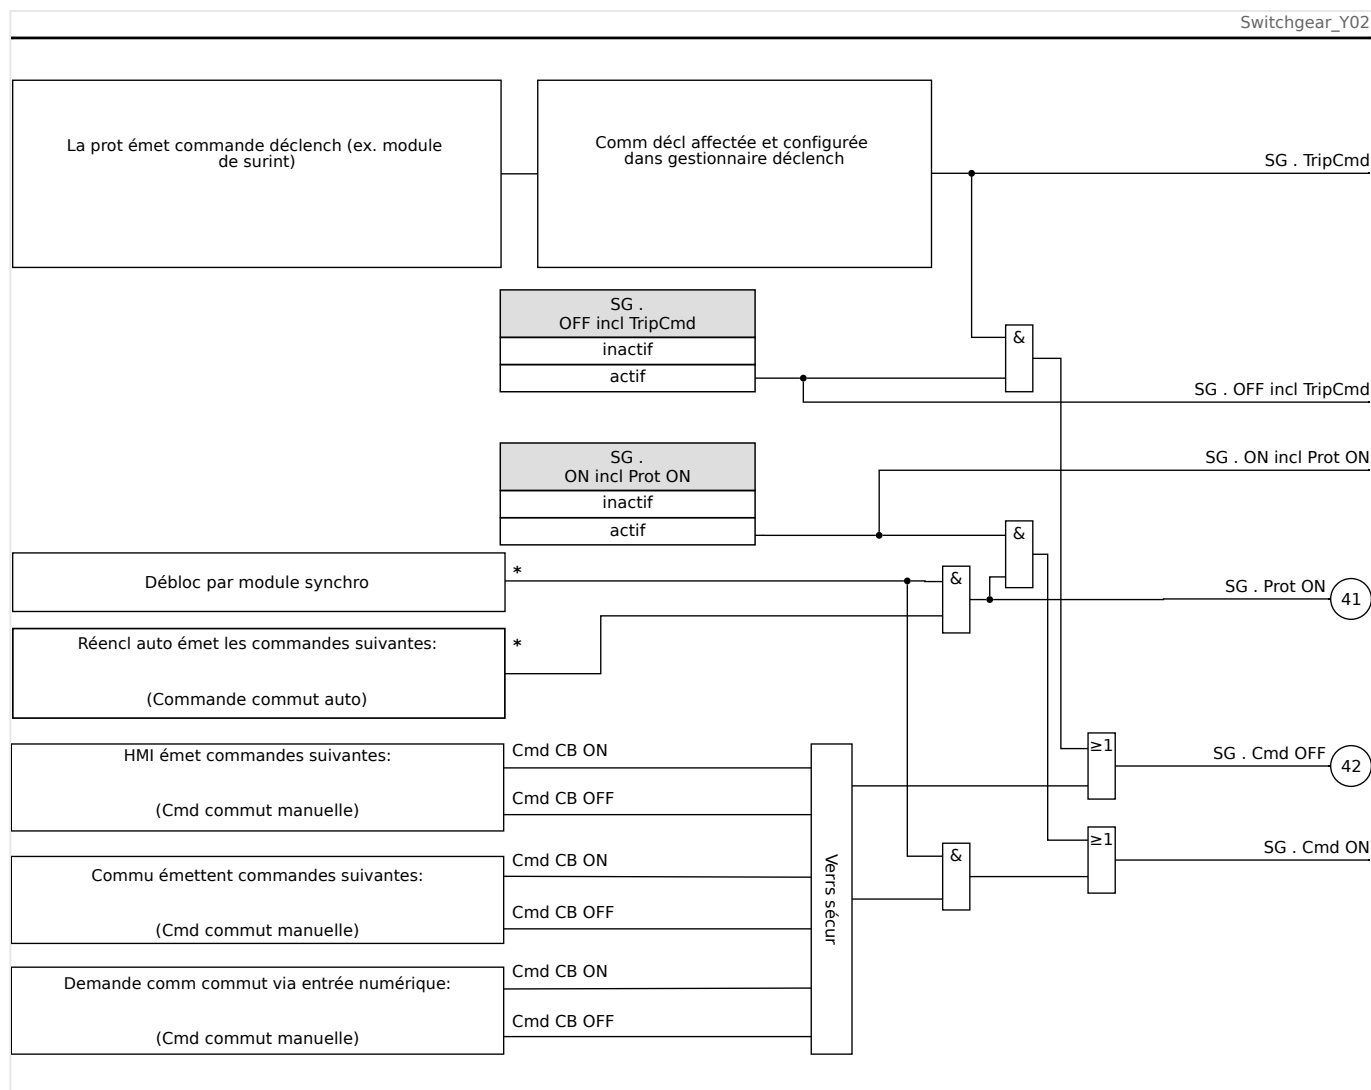 Switchgear_Y02
La prot émet commande déclench (ex. module
de surint)
Comm décl affectée et configurée
dans gestionnaire déclench
SG . TripCmd
SG .
OFF incl TripCmd
inactif
actif
&
SG . OFF incl TripCmd
SG .
ON incl Prot ON
inactif
actif
SG . ON incl Prot ON
&
Débloc par module synchro
*
&
SG . Prot ON
41
Réencl auto émet les commandes suivantes:
(Commande commut auto)
*
HMI émet commandes suivantes:
(Cmd commut manuelle)
Cmd CB ON
Cmd CB OFF
≥1
SG . Cmd OFF
42
Commu émettent commandes suivantes:
(Cmd commut manuelle)
Cmd CB ON
Cmd CB OFF
Verrs sécur
&
≥1
SG . Cmd ON
Demande comm commut via entrée numérique:
(Cmd commut manuelle)
Cmd CB ON
Cmd CB OFF